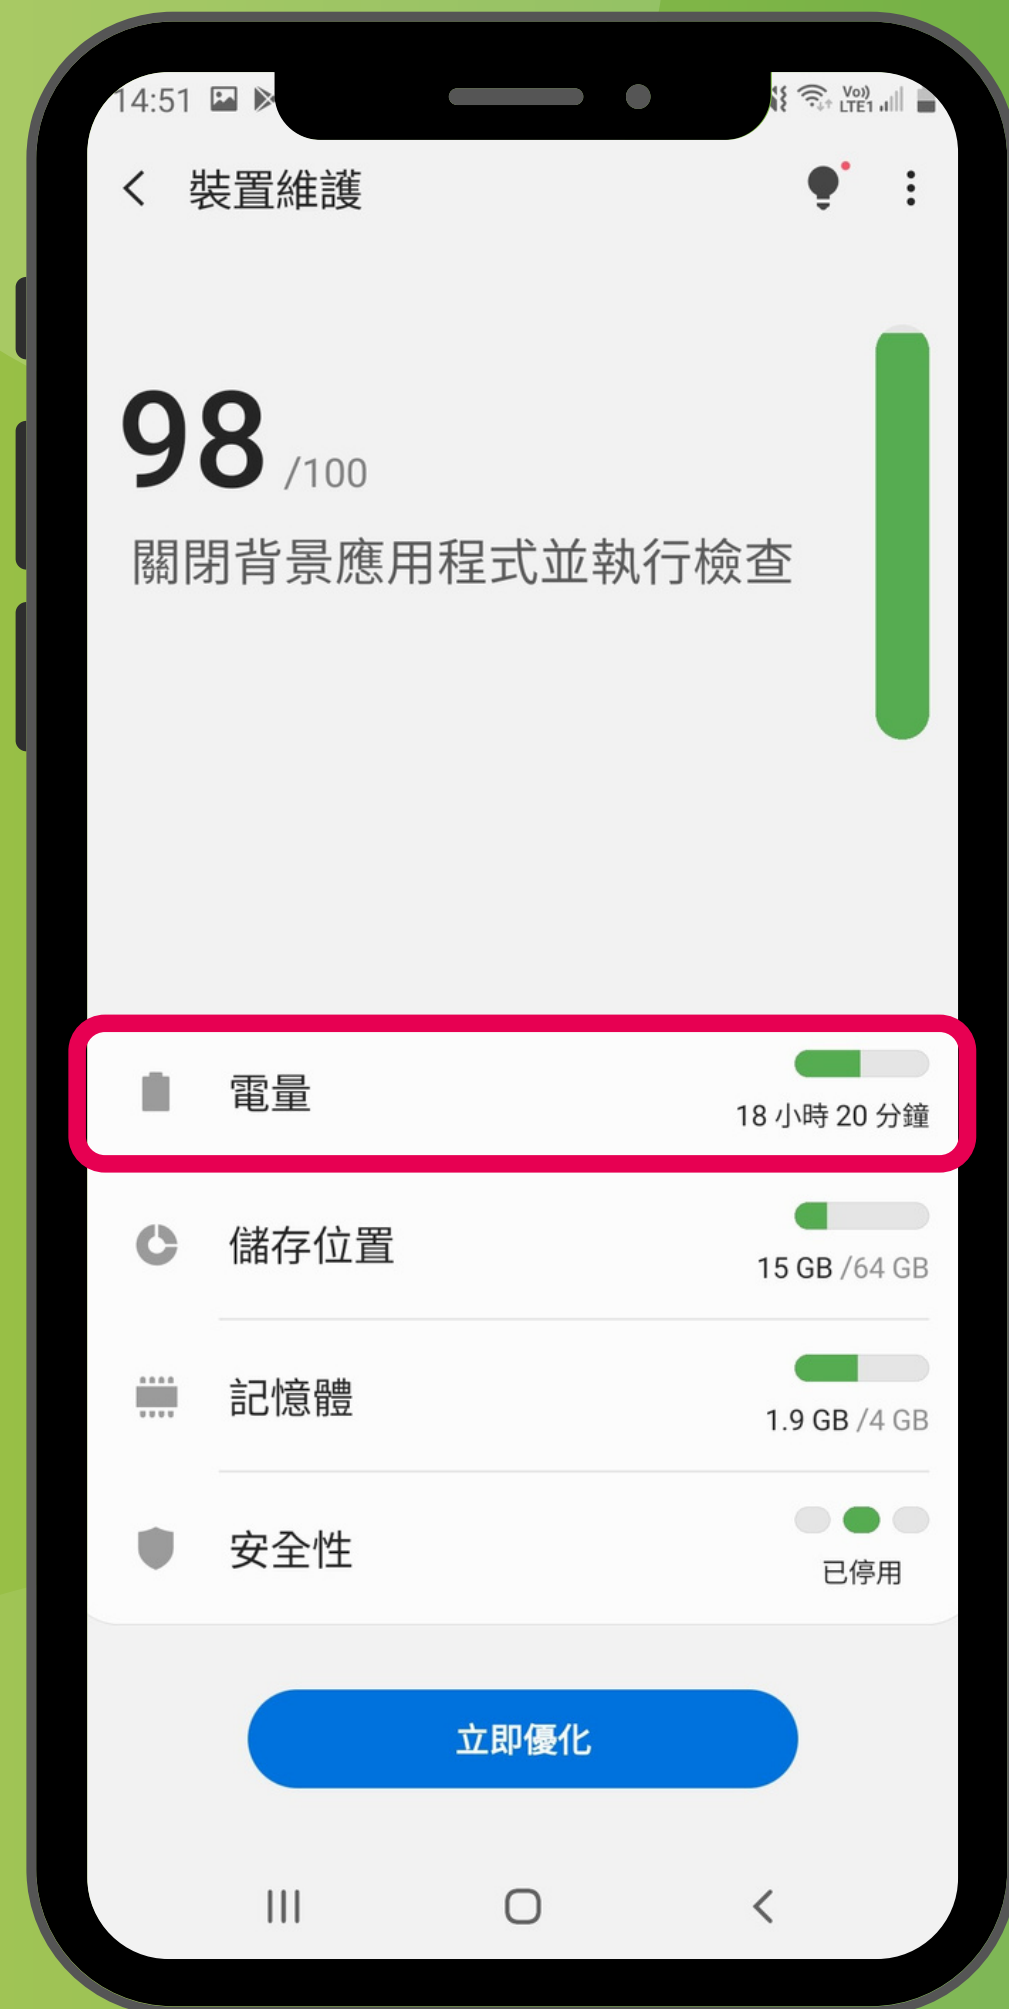 14:51
Vo))
LTE1
裝置維護
98 /100
關閉背景應用程式並執行檢查
電量
18 小時 20 分鐘
儲存位置
15 GB /64 GB
記憶體
1.9 GB /4 GB
安全性
已停用
立即優化